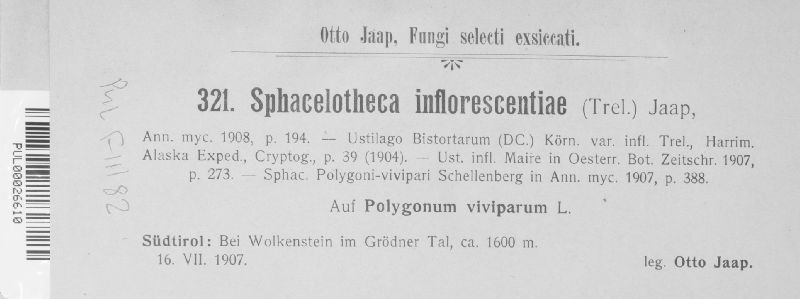 Otto Jaap, Fungi selecti exsiccati.
321. Sphacelotheca inflorescentiae (Trel.) Jaap,
Ann. myc. 1908, p. 194. — Ustilago Bistortarum (DC.) Körn. var. infl. Trel., Harrim.
Alaska Exped., Cryptog., p. 39 (1904). — Ust. infl. Maire in Oesterr. Bot. Zeitschr. 1907,
p. 273. — Sphac. Polygoni-vivipari Schellenberg in Ann. myc. 1907, p. 388.
Auf Polygonum viviparum L.
Südtirol: Bei Wolkenstein im Grödner Tal, ca. 1600 m.
16. VII. 1907.
leg. Otto Jaap.
PUL00026610